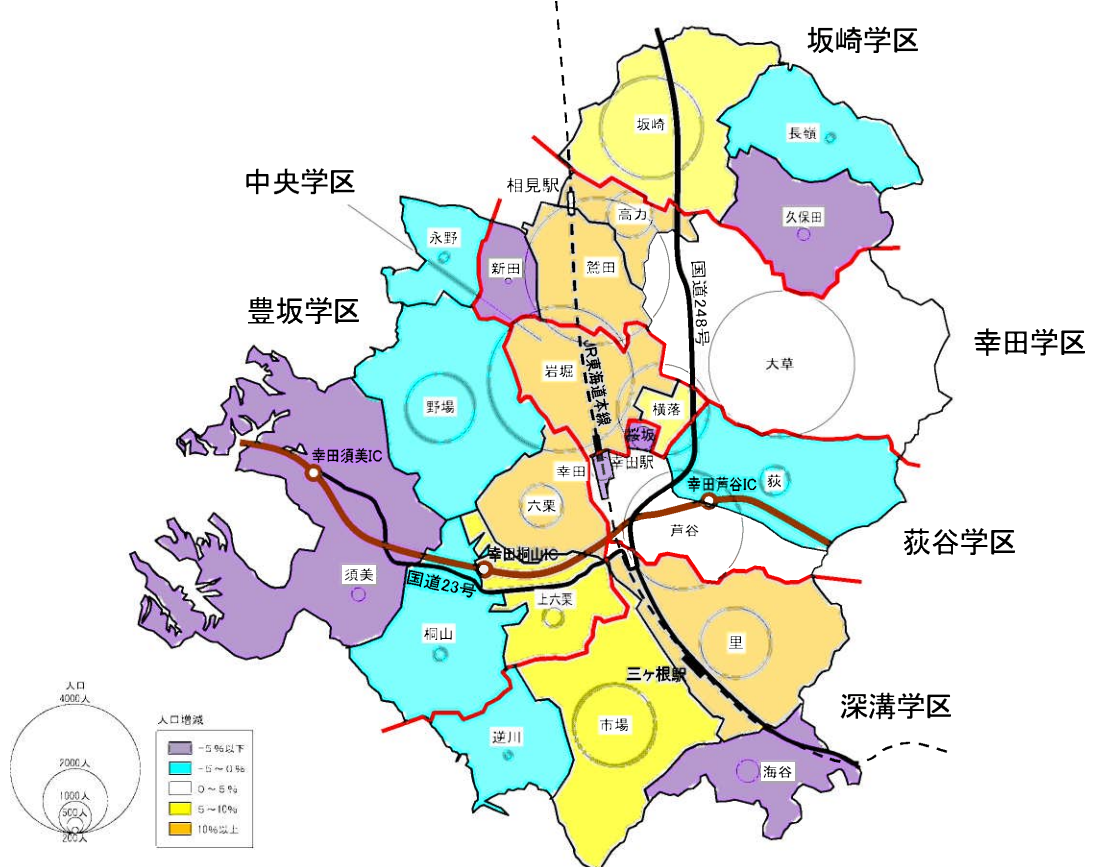 坂崎学区
坂崎
長嶺
中央学区
相見駅
高力
久保田
永野
新田
鷲田
国道248号
豊坂学区
幸田学区
JR東海道本線
岩堀
大草
野場
横落
桜坂
幸田須美IC
幸田
幸田駅
幸田芦谷IC
荻
六栗
芦谷
荻谷学区
幸田桐山IC
須美
国道23号
上六栗
桐山
里
三ヶ根駅
深溝学区
市場
逆川
海谷
人口
4000人
2000人
1000人
500人
200人
人口増減
-5%以下
-5~0%
0~5%
5~10%
10%以上